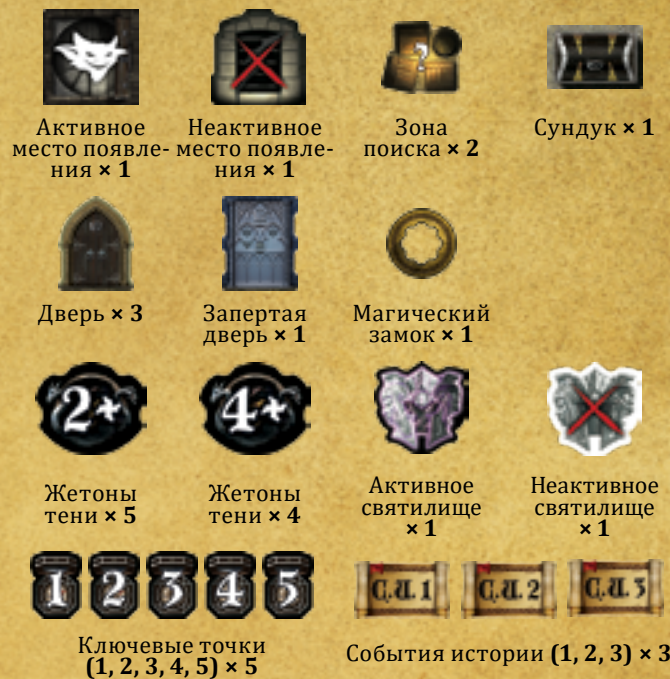 Активное
место появле-
ния × 1
Неактивное
место появле-
ния × 1
?
Зона
поиска × 2
Сундук × 1
Дверь × 3
Запертая
дверь × 1
Магический
замок × 1
2+
Жетоны
тени × 5
4+
Жетоны
тени × 4
Активное
святилище
× 1
Неактивное
святилище
× 1
1 2 3 4 5
Ключевые точки
(1, 2, 3, 4, 5) × 5
С.И. 1 С.И. 2 С.И. 3
События истории (1, 2, 3) × 3